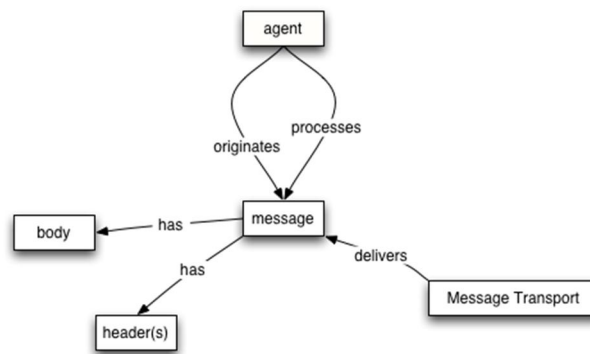 agent
originates
processes
message
has
body
has
delivers
header(s)
Message Transport